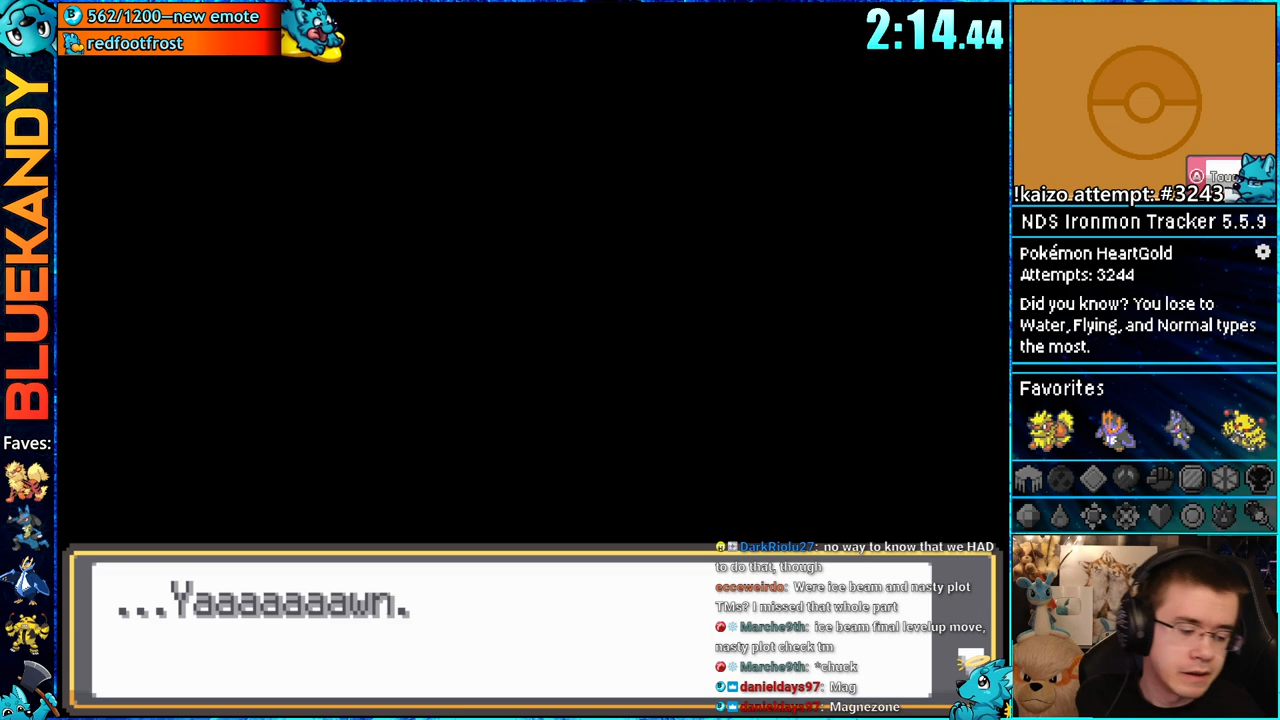 562/1200—new emote
redfootfrost
2:14.44
BLUEKANDY
Faves:
Tou
!kaizo attempt: #3243
NDS Ironmon Tracker 5.5.9
Pokémon HeartGold
Attempts: 3244
Did you know? You lose to
Water, Flying, and Normal types
the most.
Favorites
...Yaaaaaaawn.
DarkRiolu27: no way to know that we HAD
to do that, though
ecceweirdo: Were ice beam and nasty plot
TMs? I missed that whole part
Marche9th: ice beam final levelup move,
nasty plot check tm
Marche9th: *chuck
danieldays97: Mag
danieldays97: Magnezone